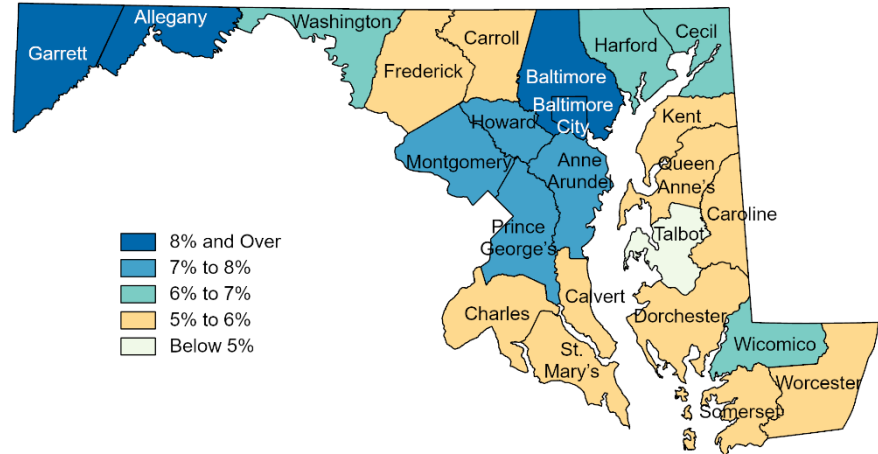 Garrett
Allegany
Washington
Frederick
Carroll
Baltimore
Baltimore
City
Harford
Cecil
Howard
Montgomery
Anne
Arundel
Prince
George's
Kent
Queen
Anne's
Caroline
Talbot
Charles
Calvert
St.
Mary's
Dorchester
Wicomico
Worcester
Somerset
8% and Over
7% to 8%
6% to 7%
5% to 6%
Below 5%